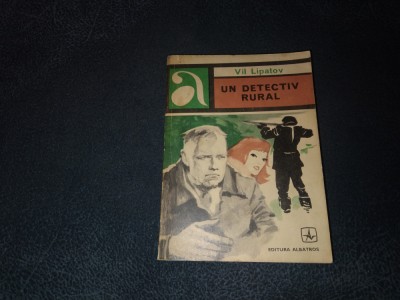 a
Vil Lipatov
UN DETECTIV
RURAL
EDITURA ALBATROS